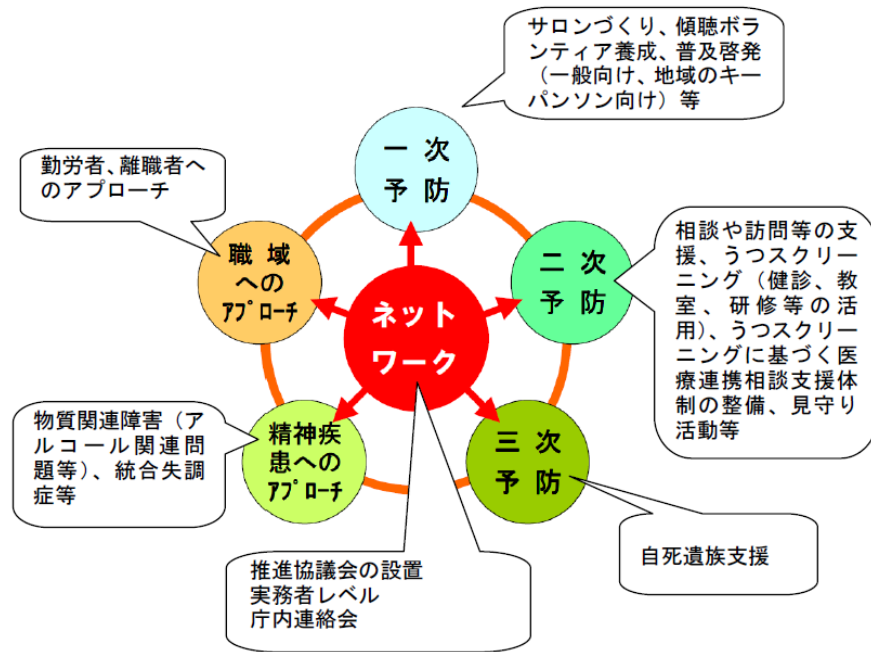 サロンづくり、傾聴ボラ
ンティア養成、普及啓発
（一般向け、地域のキー
パンソン向け）等
一 次
予 防
勤労者、離職者へ
のアプローチ
職 域
への
ｱﾌﾟﾛｰﾁ
相談や訪問等の支
援、うつスクリー
ニング（健診、教
室、研修等の活
用）、うつスクリー
ニングに基づく医
療連携相談支援体
制の整備、見守り
活動等
二 次
予 防
ネット
ワーク
物質関連障害（ア
ルコール関連問
題等）、統合失調
症等
精神疾
患への
ｱﾌﾟﾛｰﾁ
三 次
予 防
自死遺族支援
推進協議会の設置
実務者レベル
庁内連絡会